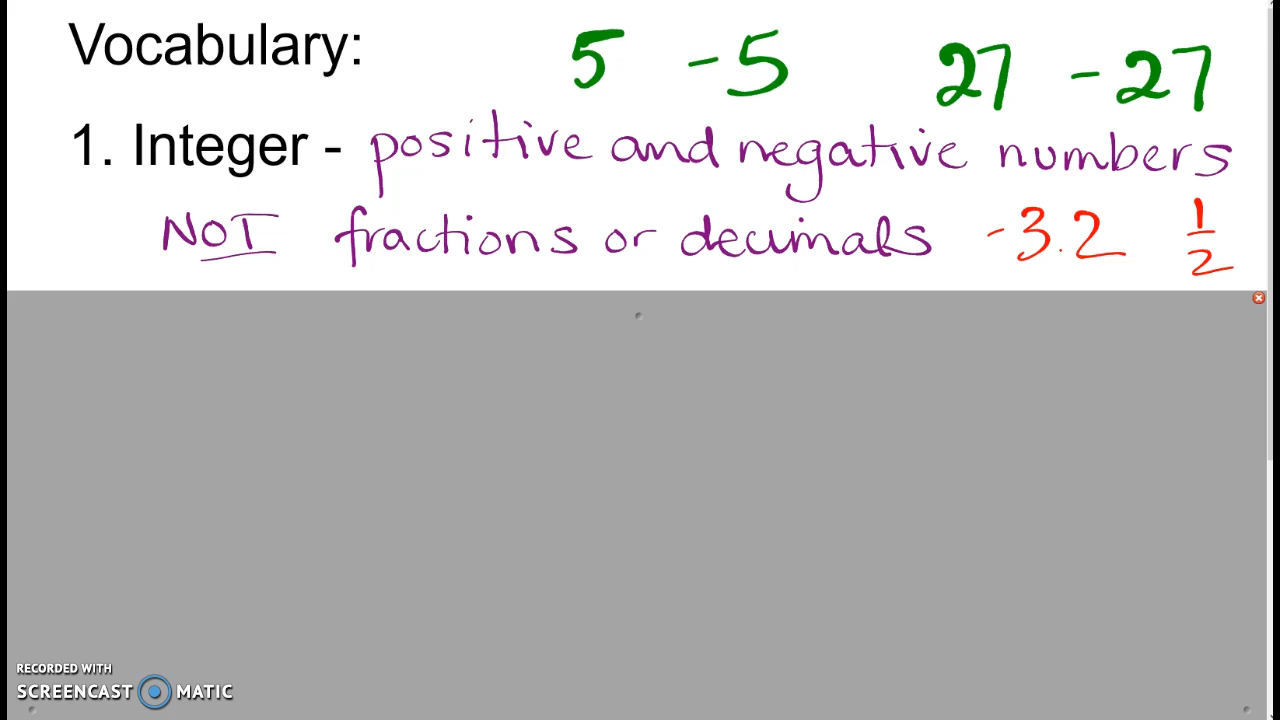 Vocabulary: 5 -5 27 -27
1. Integer - positive and negative numbers
NOT fractions or decimals -3.2 1/2
RECORDED WITH
SCREENCAST MATIC